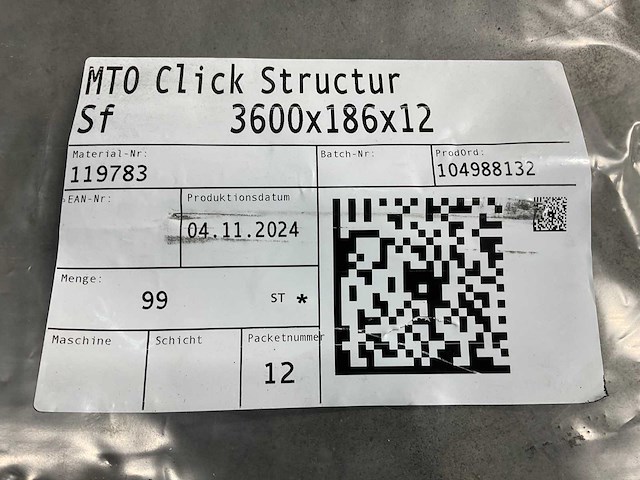 MTO Click Structur
Sf 3600x186x12
Material-Nr:
119783
Batch-Nr:
ProdOrd:
104988132
EAN-Nr:
Produktionsdatum
04.11.2024
Menge:
99 ST *
Maschine
Schicht
Packetnummer
12